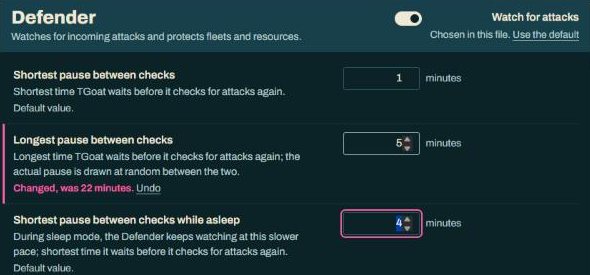 Defender
Watch for attacks
Watches for incoming attacks and protects fleets and resources.
Chosen in this file. Use the default
Shortest pause between checks
1 minutes
Shortest time TGoat waits before it checks for attacks again.
Default value.
Longest pause between checks
5 minutes
Longest time TGoat waits before it checks for attacks again; the
actual pause is drawn at random between the two.
Changed, was 22 minutes. Undo
Shortest pause between checks while asleep
4 minutes
During sleep mode, the Defender keeps watching at this slower
pace; shortest time it waits before it checks for attacks again.
Default value.